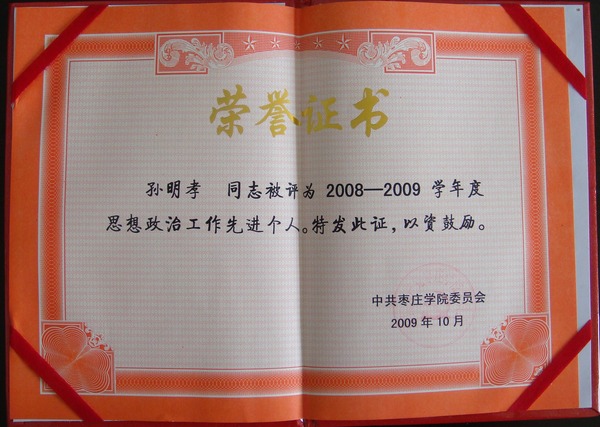 荣誉证书
孙明孝 同志被评为 2008—2009 学年度
思想政治工作先进个人。特发此证，以资鼓励。
中共枣庄学院委员会
2009 年 10 月